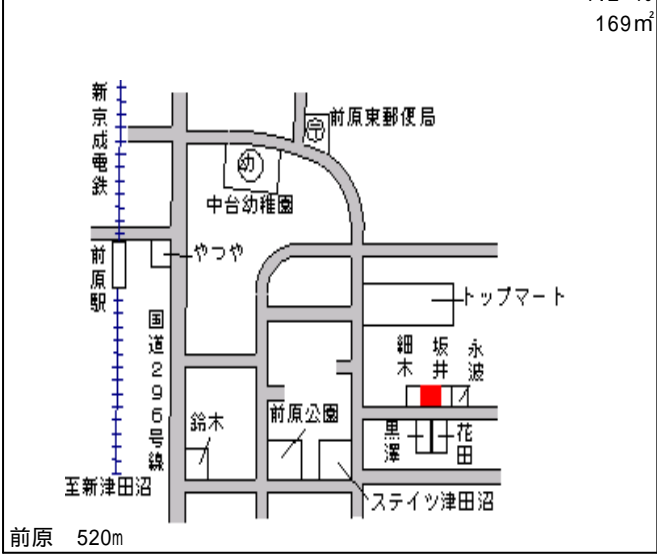 169㎡
新京成電鉄
前原東郵便局
幼
中台幼稚園
前原駅
やつや
国道296号線
トップマート
細木
坂井
永波
鈴木
前原公園
黒澤
花田
至新津田沼
ステイツ津田沼
前原 520m